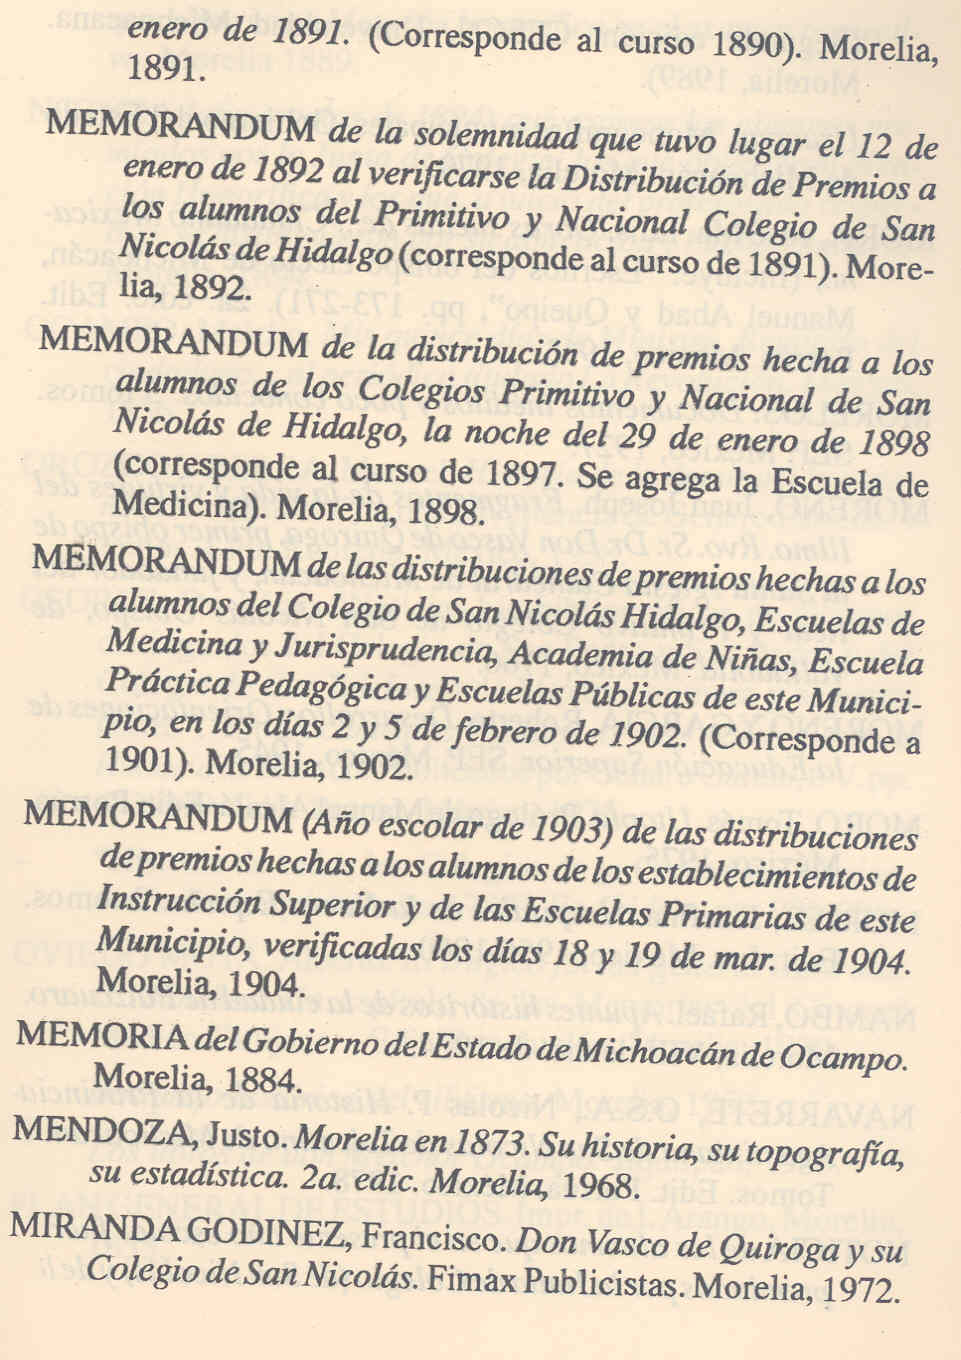 enero de 1891. (Corresponde al curso 1890). Morelia,
1891.
MEMORANDUM de la solemnidad que tuvo lugar el 12 de
enero de 1892 al verificarse la Distribución de Premios a
los alumnos del Primitivo y Nacional Colegio de San
Nicolás de Hidalgo (corresponde al curso de 1891). More-
lia, 1892.
MEMORANDUM de la distribución de premios hecha a los
alumnos de los Colegios Primitivo y Nacional de San
Nicolás de Hidalgo, la noche del 29 de enero de 1898
(corresponde al curso de 1897. Se agrega la Escuela de
Medicina). Morelia, 1898.
MEMORANDUM de las distribuciones de premios hechas a los
alumnos del Colegio de San Nicolás Hidalgo, Escuelas de
Medicina y Jurisprudencia, Academia de Niñas, Escuela
Práctica Pedagógica y Escuelas Públicas de este Munici-
pio, en los días 2 y 5 de febrero de 1902. (Corresponde a
1901). Morelia, 1902.
MEMORANDUM (Año escolar de 1903) de las distribuciones
de premios hechas a los alumnos de los establecimientos de
Instrucción Superior y de las Escuelas Primarias de este
Municipio, verificadas los días 18 y 19 de mar. de 1904.
Morelia, 1904.
MEMORIA del Gobierno del Estado de Michoacán de Ocampo.
Morelia, 1884.
MENDOZA, Justo. Morelia en 1873. Su historia, su topografía,
su estadística. 2a. edic. Morelia, 1968.
MIRANDA GODINEZ, Francisco. Don Vasco de Quiroga y su
Colegio de San Nicolás. Fimax Publicistas. Morelia, 1972.